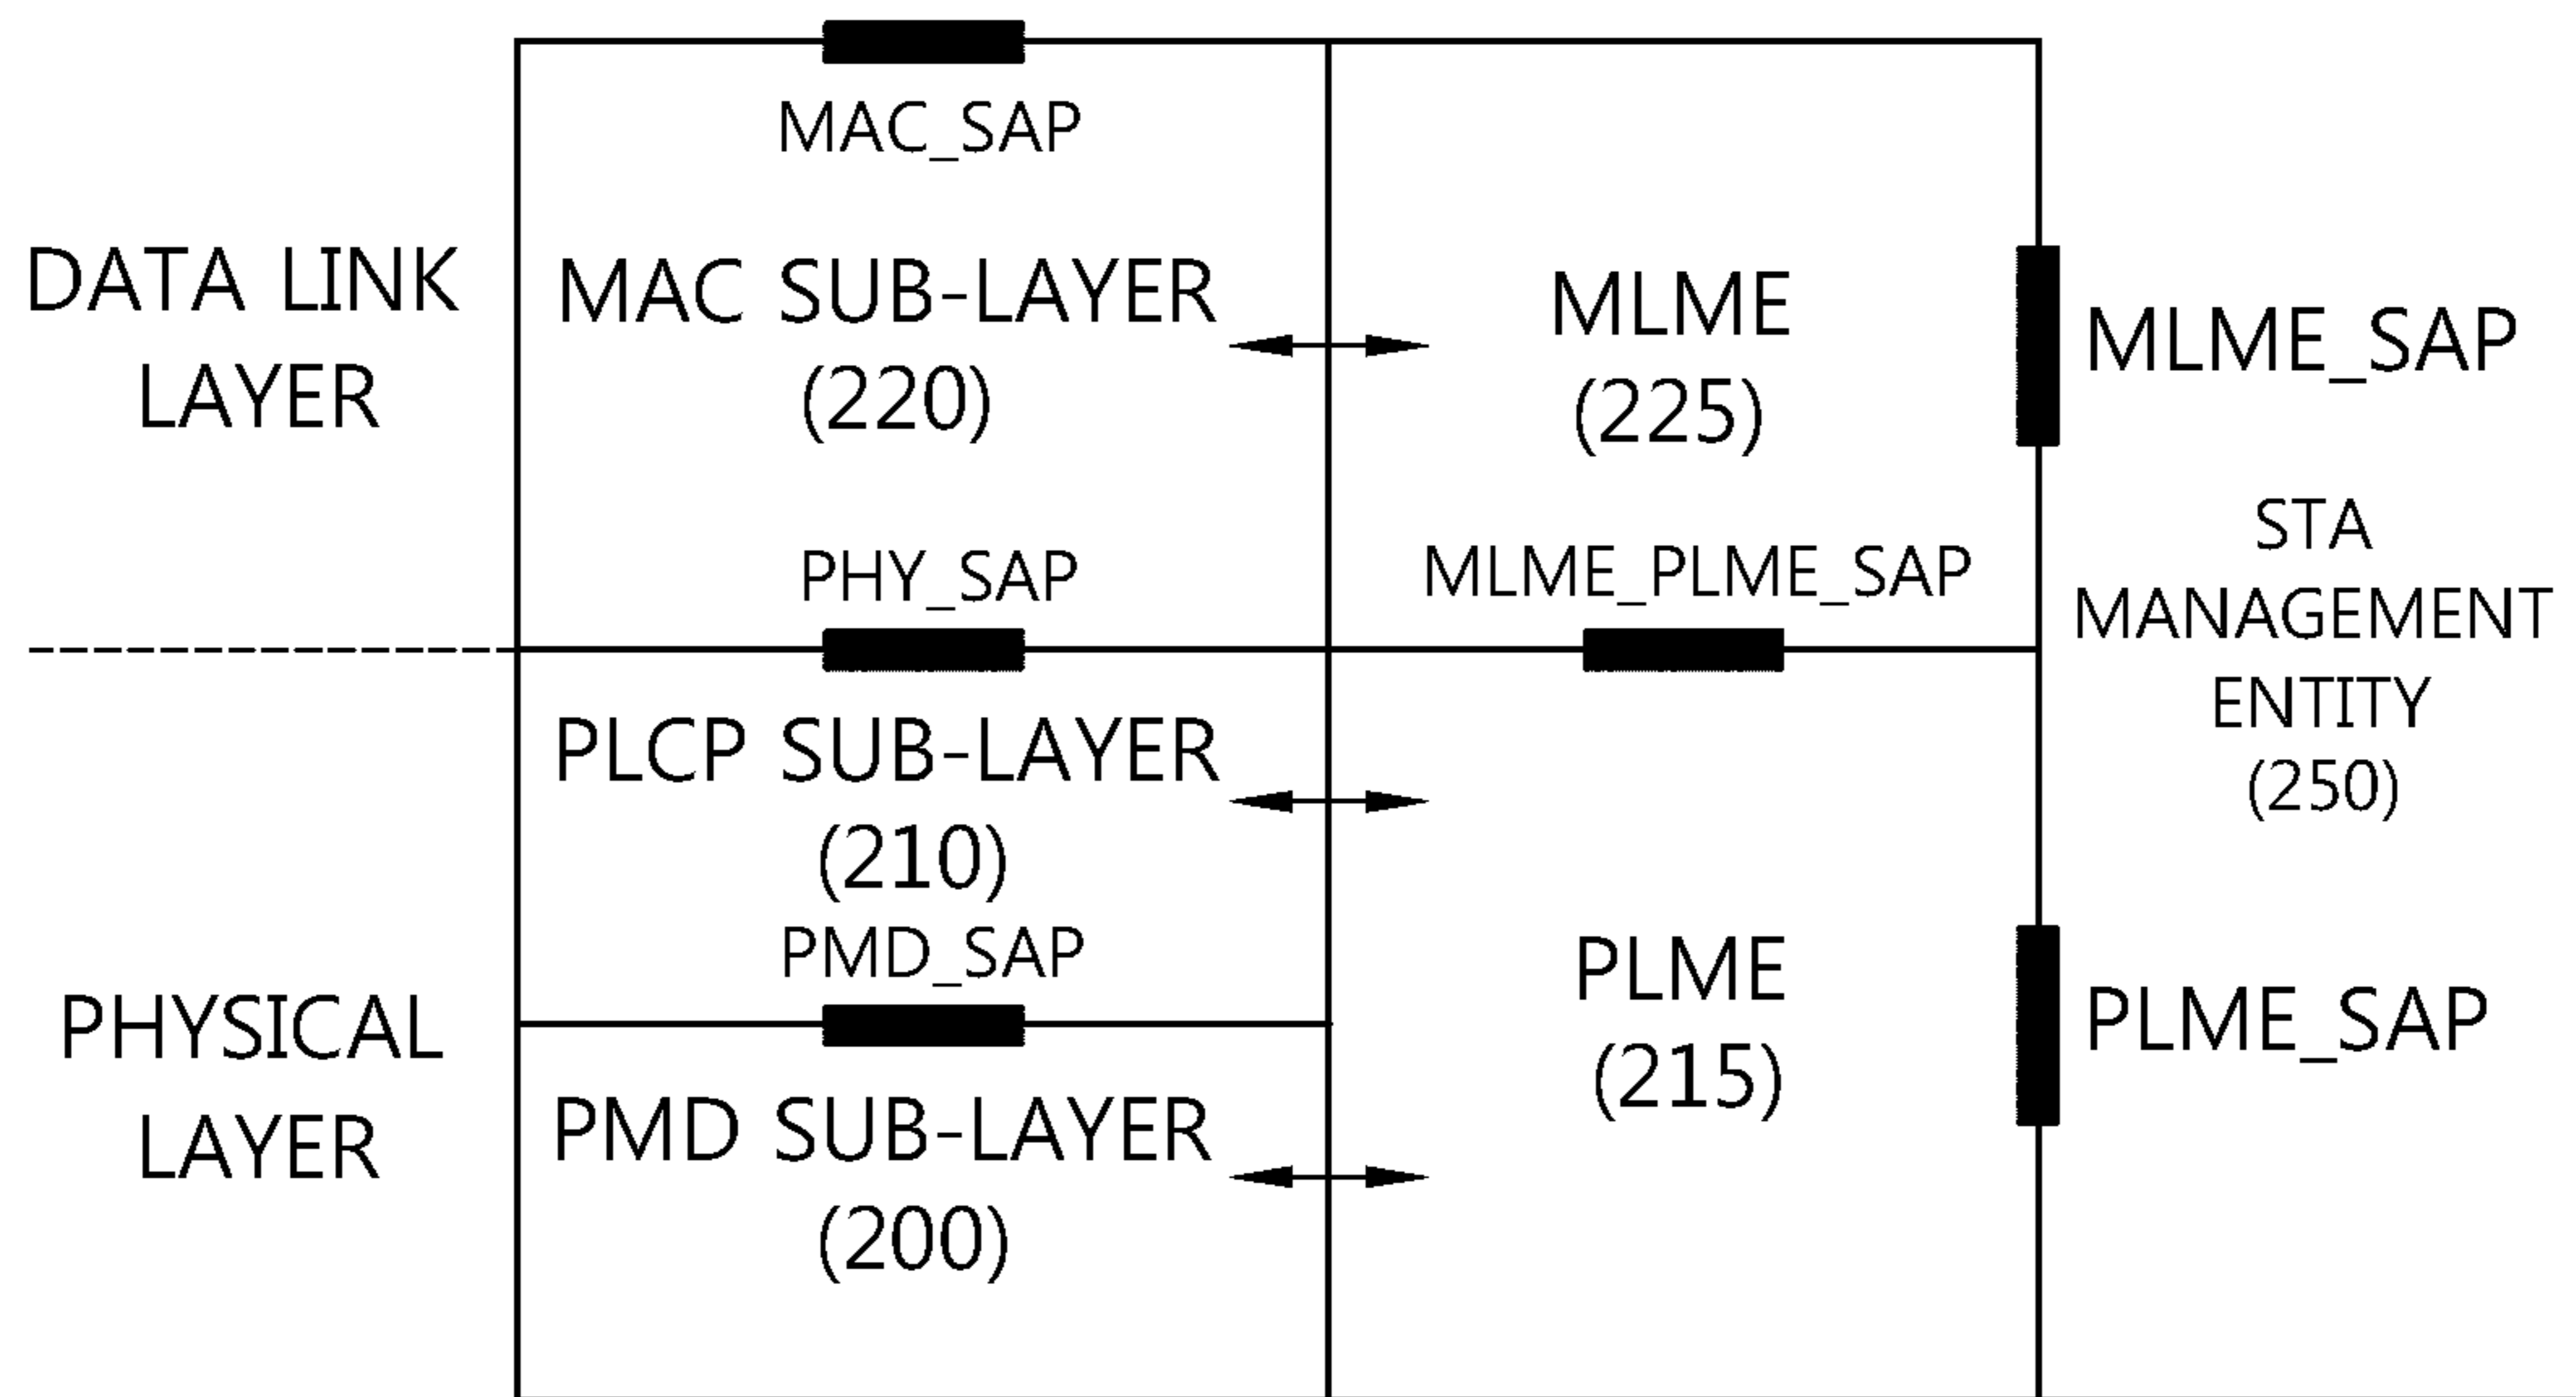 MAC_SAP
DATA LINK
LAYER
MAC SUB-LAYER
(220)
MLME
(225)
MLME_SAP
PHY_SAP
MLME_PLME_SAP
STA
MANAGEMENT
ENTITY
(250)
PLCP SUB-LAYER
(210)
PMD_SAP
PHYSICAL
LAYER
PMD SUB-LAYER
(200)
PLME
(215)
PLME_SAP